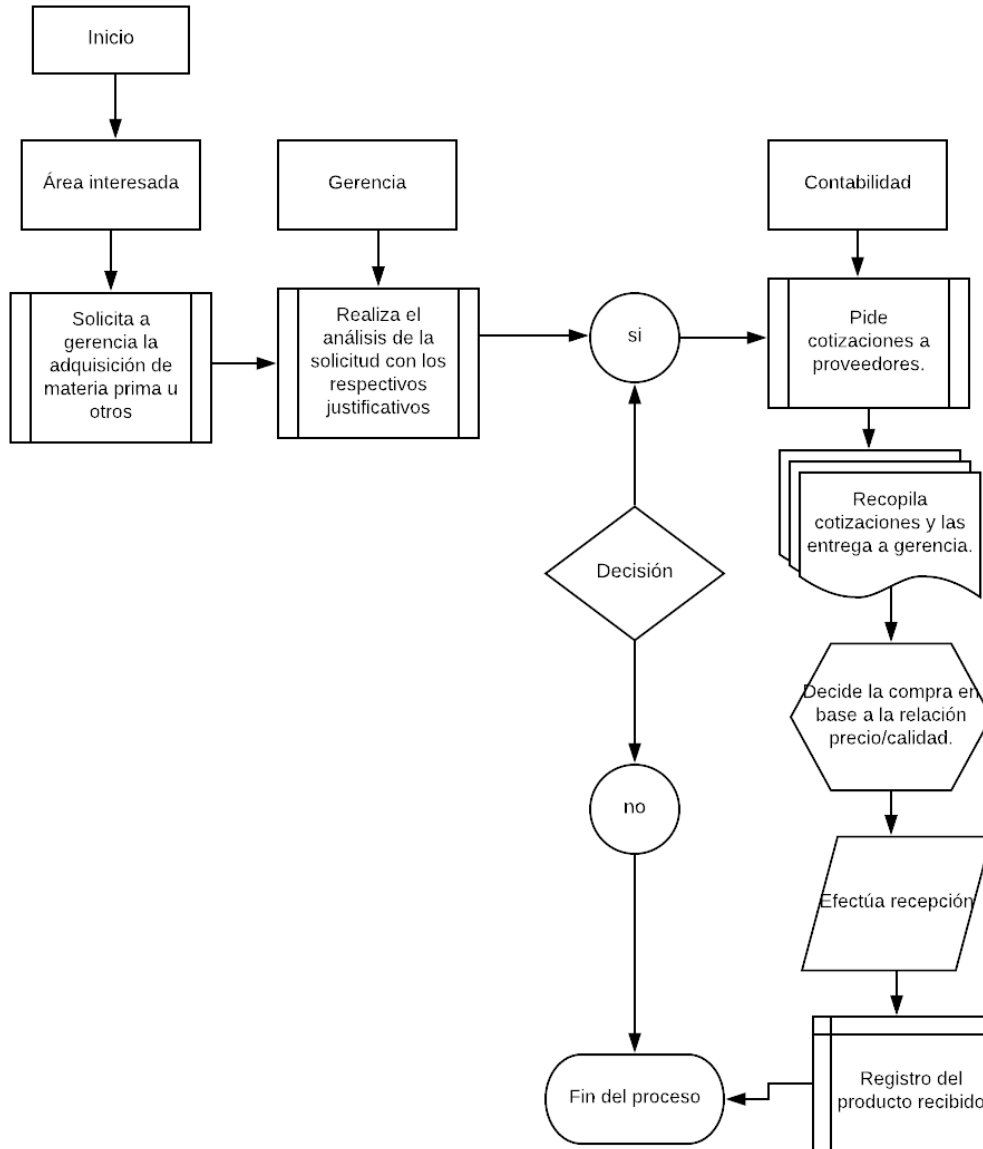 Inicio
Área interesada
Gerencia
Contabilidad
Solicita a
gerencia la
adquisición de
materia prima u
otros
Realiza el
análisis de la
solicitud con los
respectivos
justificativos
si
Pide
cotizaciones a
proveedores.
Recopila
cotizaciones y las
entrega a gerencia.
Decisión
Decide la compra en
base a la relación
precio/calidad.
no
Efectúa recepción
Fin del proceso
Registro del
producto recibido